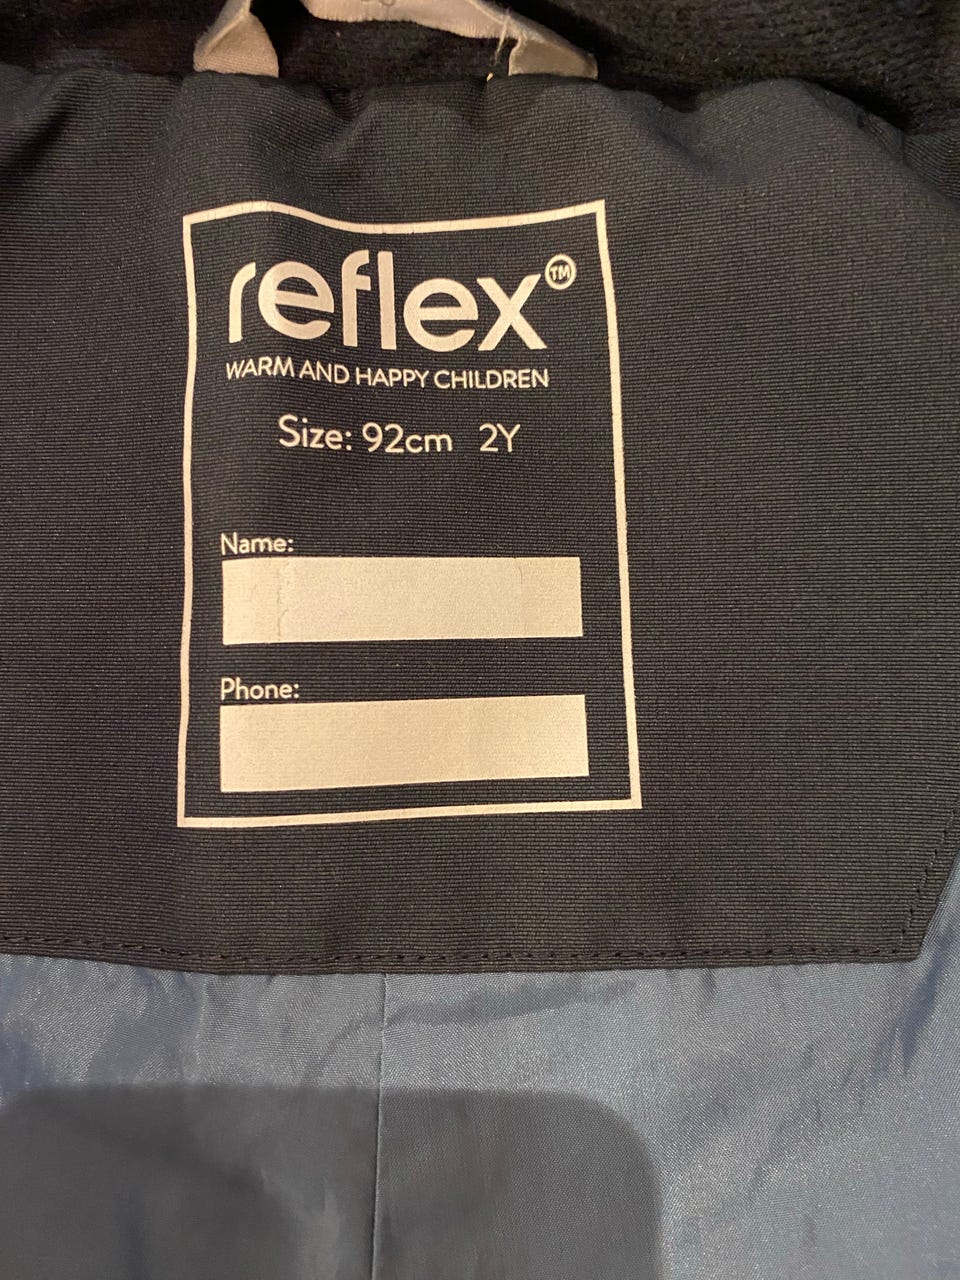 reflex™
WARM AND HAPPY CHILDREN
Size: 92cm 2Y
Name:
Phone: